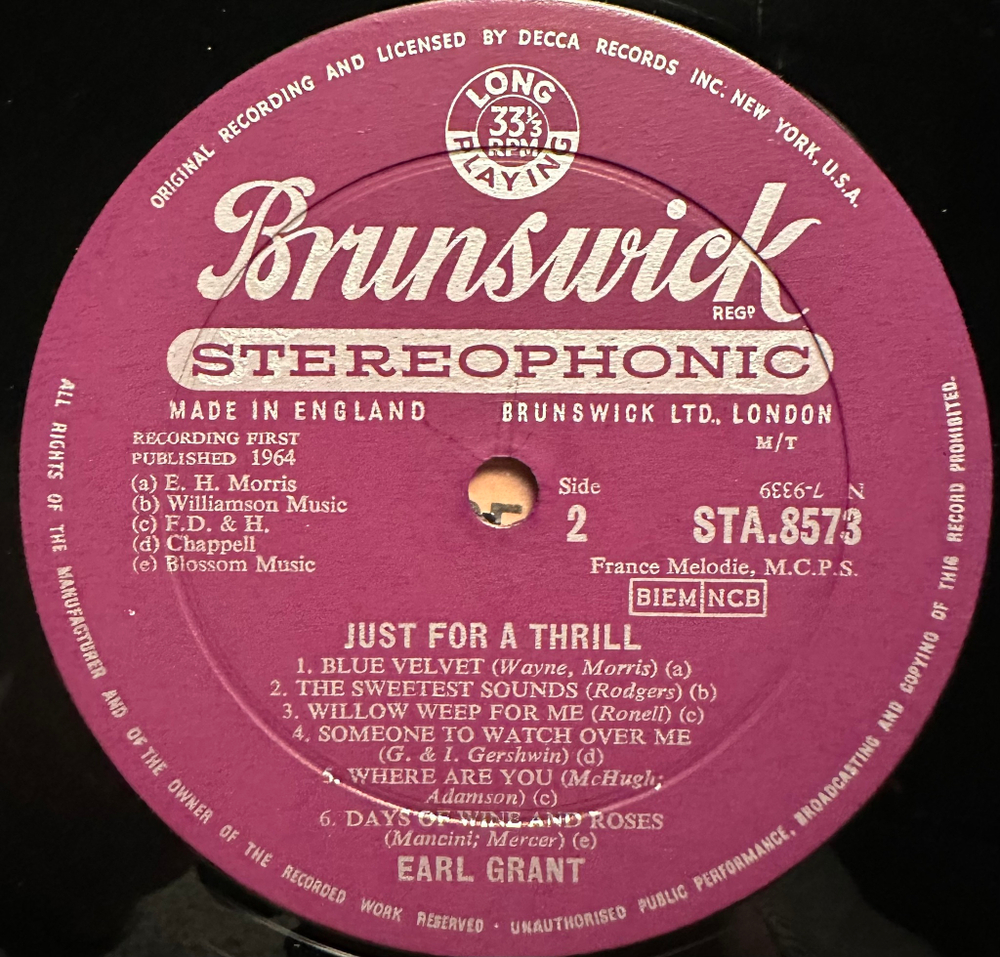 ORIGINAL RECORDING AND LICENSED BY DECCA RECORDS INC. NEW YORK, U.S.A.
LONG
33⅓
RPM
PLAYING
Brunswick
REGD
STEREOPHONIC
MADE IN ENGLAND BRUNSWICK LTD., LONDON
M/T
RECORDING FIRST
PUBLISHED 1964
(a) E. H. Morris
(b) Williamson Music
(c) F.D. & H.
(d) Chappell
(e) Blossom Music
Side
2
N 7-9339
STA.8573
France Melodie, M.C.P.S.
BIEM NCB
JUST FOR A THRILL
1. BLUE VELVET (Wayne, Morris) (a)
2. THE SWEETEST SOUNDS (Rodgers) (b)
3. WILLOW WEEP FOR ME (Ronell) (c)
4. SOMEONE TO WATCH OVER ME
(G. & I. Gershwin) (d)
5. WHERE ARE YOU (McHugh;
Adamson) (c)
6. DAYS OF WINE AND ROSES
(Mancini; Mercer) (e)
EARL GRANT
ALL RIGHTS OF THE MANUFACTURER AND OF THE OWNER OF THE RECORDED WORK RESERVED · UNAUTHORISED PUBLIC PERFORMANCE, BROADCASTING AND COPYING OF THIS RECORD PROHIBITED.